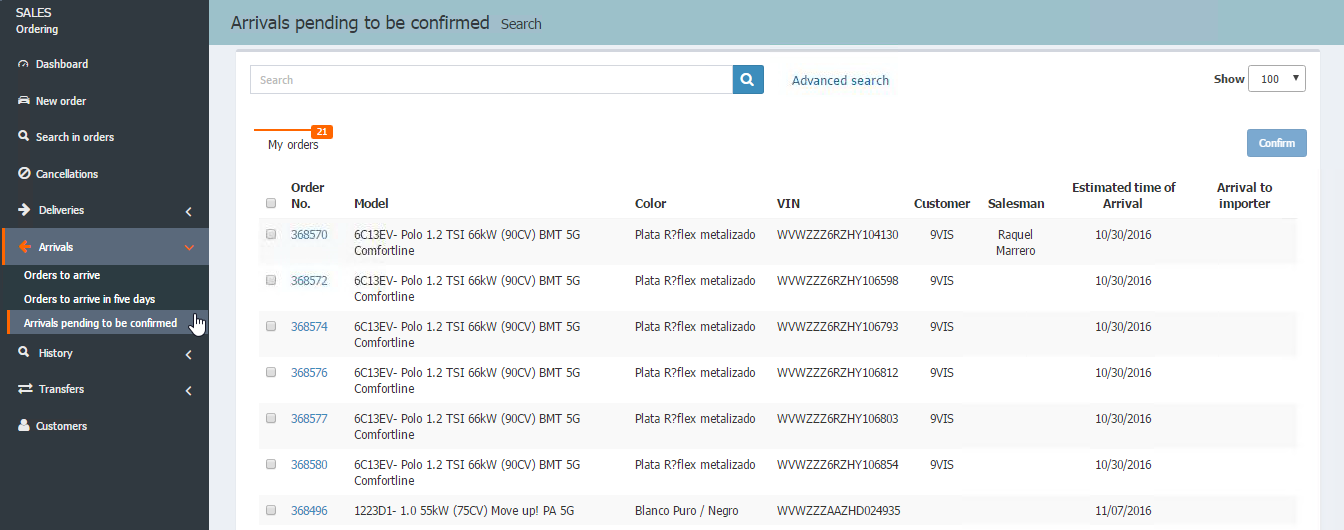 SALES
Ordering
Dashboard
New order
Search in orders
Cancellations
Deliveries
Arrivals
Orders to arrive
Orders to arrive in five days
Arrivals pending to be confirmed
History
Transfers
Customers
Arrivals pending to be confirmed Search
Search
Advanced search
Show 100
21
My orders
Confirm
Order No. Model Color VIN Customer Salesman Estimated time of Arrival Arrival to importer
368570 6C13EV- Polo 1.2 TSI 66kW (90CV) BMT 5G Comfortline Plata R?flex metalizado WVWZZZ6RZHY104130 9VIS Raquel Marrero 10/30/2016
368572 6C13EV- Polo 1.2 TSI 66kW (90CV) BMT 5G Comfortline Plata R?flex metalizado WVWZZZ6RZHY106598 9VIS 10/30/2016
368574 6C13EV- Polo 1.2 TSI 66kW (90CV) BMT 5G Comfortline Plata R?flex metalizado WVWZZZ6RZHY106793 9VIS 10/30/2016
368576 6C13EV- Polo 1.2 TSI 66kW (90CV) BMT 5G Comfortline Plata R?flex metalizado WVWZZZ6RZHY106812 9VIS 10/30/2016
368577 6C13EV- Polo 1.2 TSI 66kW (90CV) BMT 5G Comfortline Plata R?flex metalizado WVWZZZ6RZHY106803 9VIS 10/30/2016
368580 6C13EV- Polo 1.2 TSI 66kW (90CV) BMT 5G Comfortline Plata R?flex metalizado WVWZZZ6RZHY106854 9VIS 10/30/2016
368496 1223D1- 1.0 55kW (75CV) Move up! PA 5G Blanco Puro / Negro WVWZZZAAZHD024935 11/07/2016